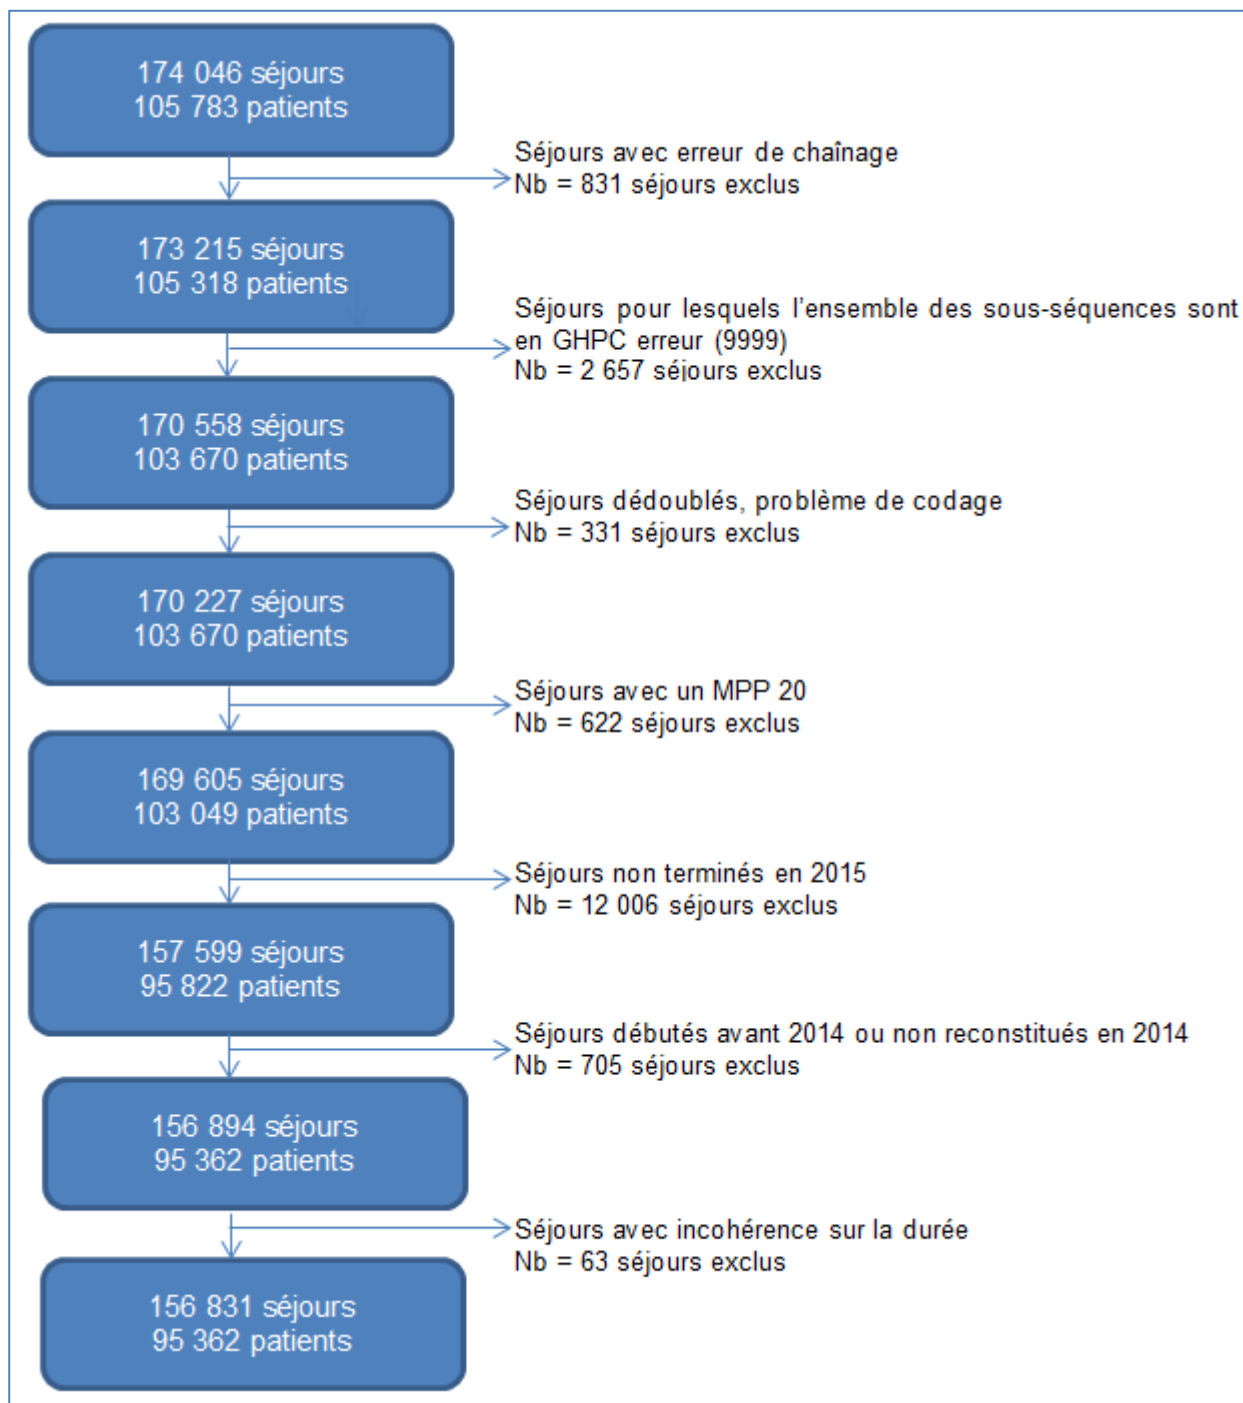 174 046 séjours
105 783 patients
Séjours avec erreur de chaînage
Nb = 831 séjours exclus
173 215 séjours
105 318 patients
Séjours pour lesquels l'ensemble des sous-séquences sont
en GHPC erreur (9999)
Nb = 2 657 séjours exclus
170 558 séjours
103 670 patients
Séjours dédoublés, problème de codage
Nb = 331 séjours exclus
170 227 séjours
103 670 patients
Séjours avec un MPP 20
Nb = 622 séjours exclus
169 605 séjours
103 049 patients
Séjours non terminés en 2015
Nb = 12 006 séjours exclus
157 599 séjours
95 822 patients
Séjours débutés avant 2014 ou non reconstitués en 2014
Nb = 705 séjours exclus
156 894 séjours
95 362 patients
Séjours avec incohérence sur la durée
Nb = 63 séjours exclus
156 831 séjours
95 362 patients